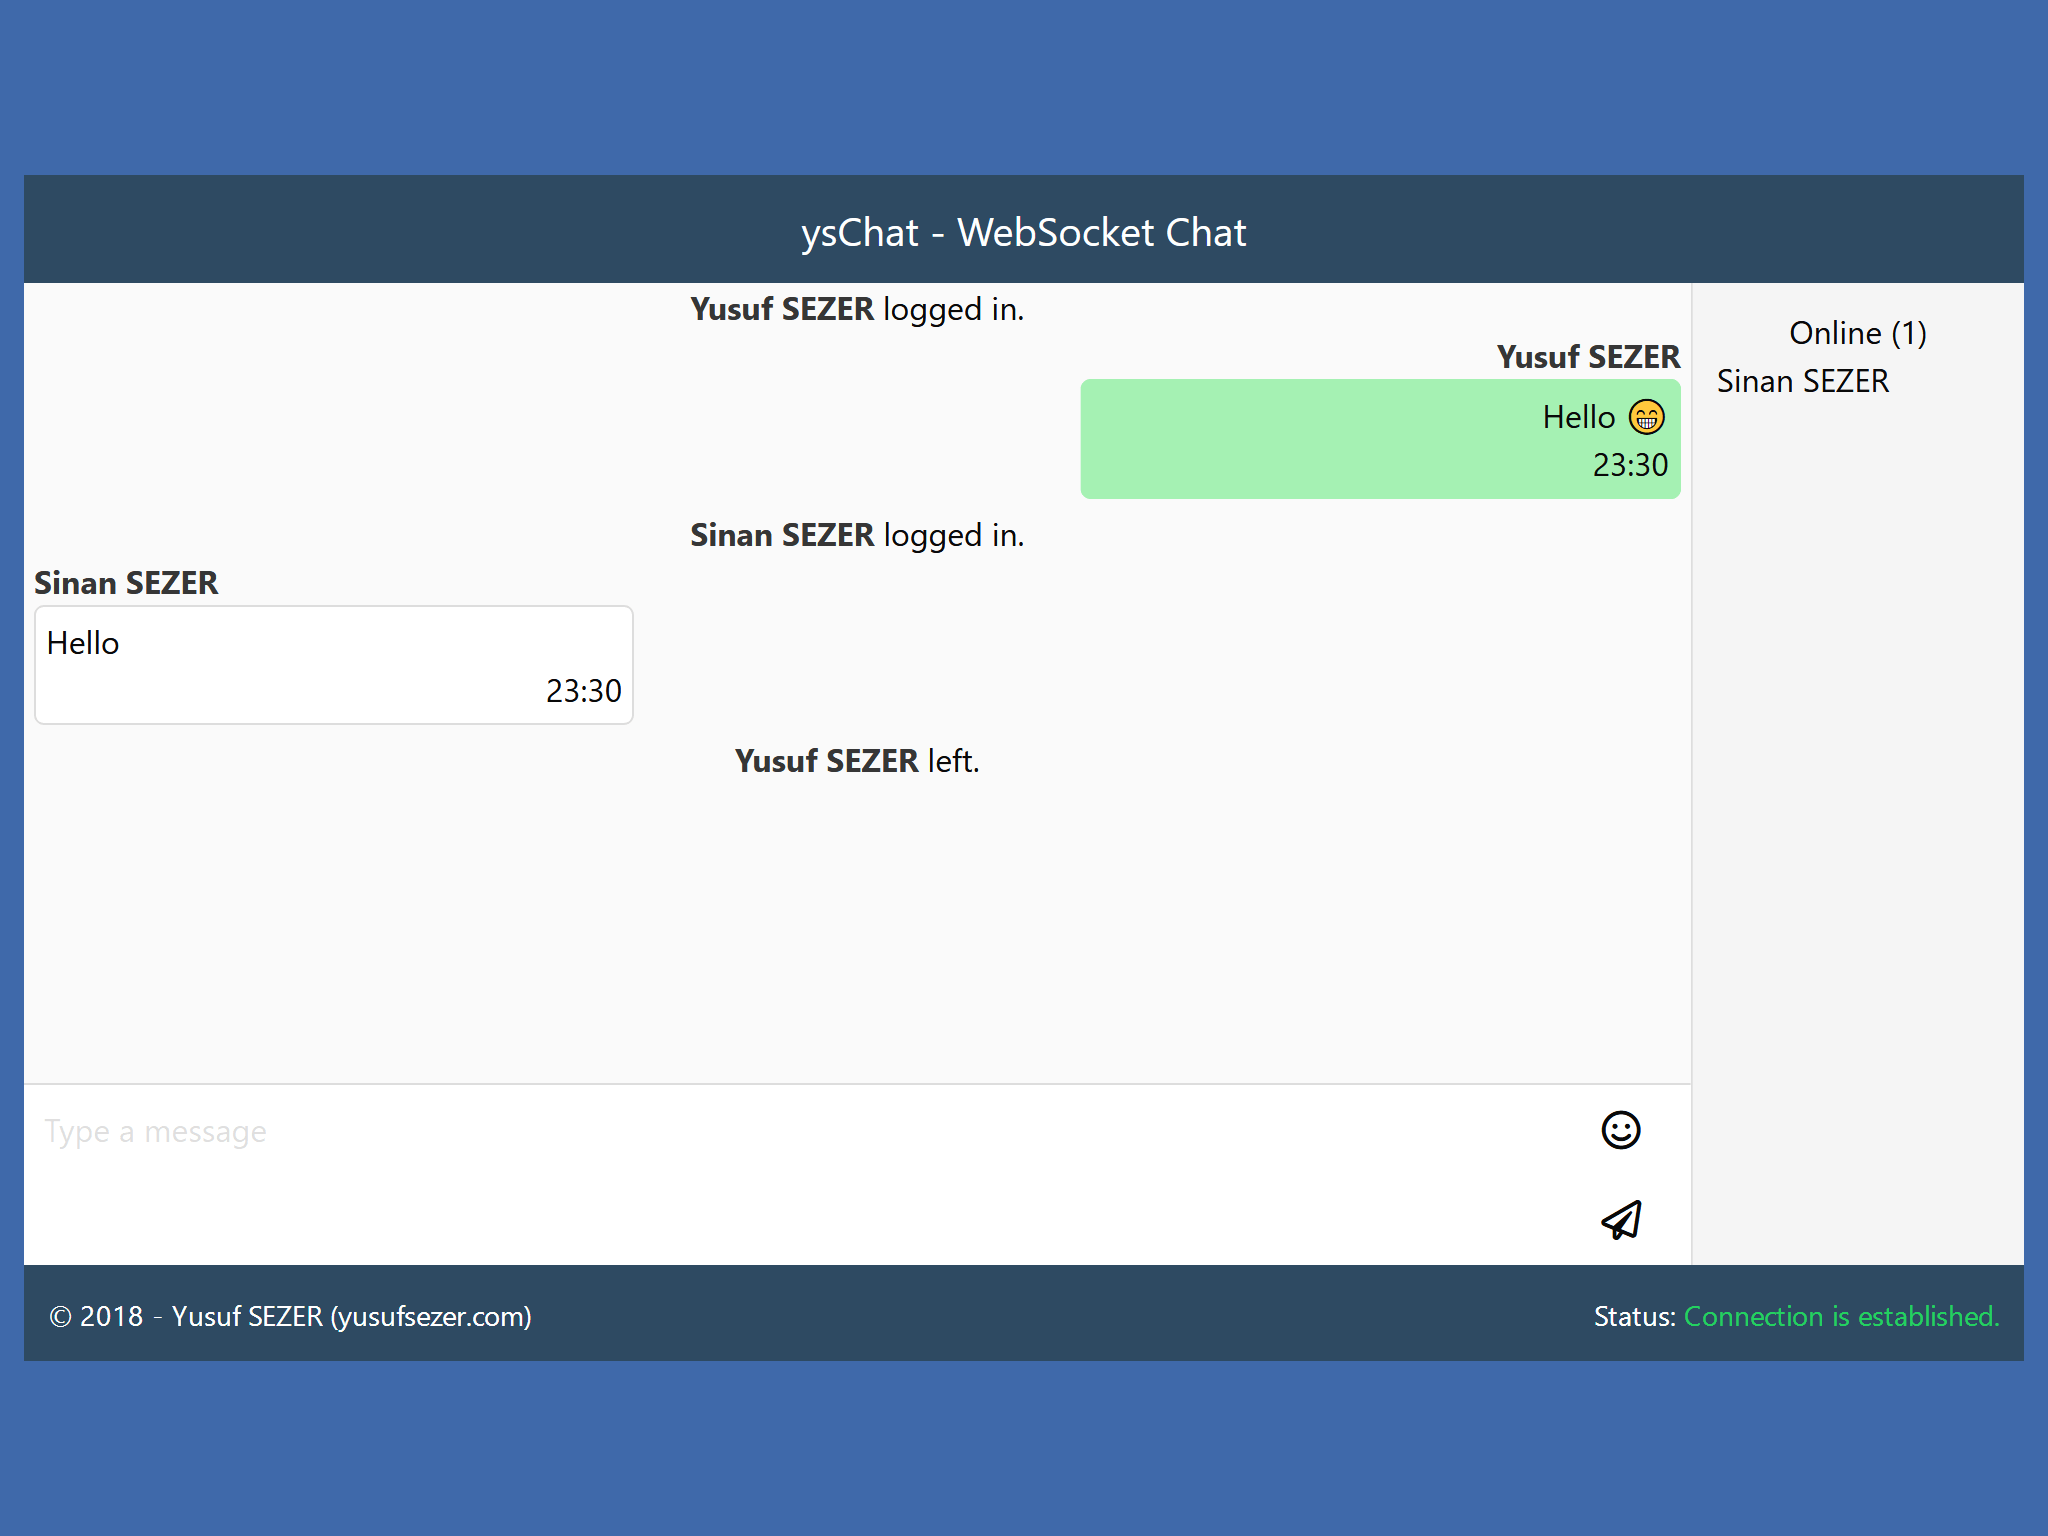 ysChat - WebSocket Chat
Yusuf SEZER logged in.
Yusuf SEZER
Hello 😁
23:30
Sinan SEZER logged in.
Sinan SEZER
Hello
23:30
Yusuf SEZER left.
Online (1)
Sinan SEZER
Type a message
© 2018 - Yusuf SEZER (yusufsezer.com)
Status: Connection is established.